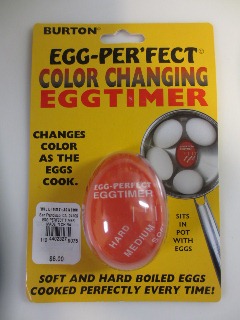 BURTON
EGG-PER'FECT®
COLOR CHANGING
EGGTIMER
CHANGES
COLOR
AS THE
EGGS
COOK.
EGG-PERFECT
EGGTIMER
HARD
MEDIUM
SITS
IN
POT
WITH
EGGS
$6.00
SOFT AND HARD BOILED EGGS
COOKED PERFECTLY EVERY TIME!